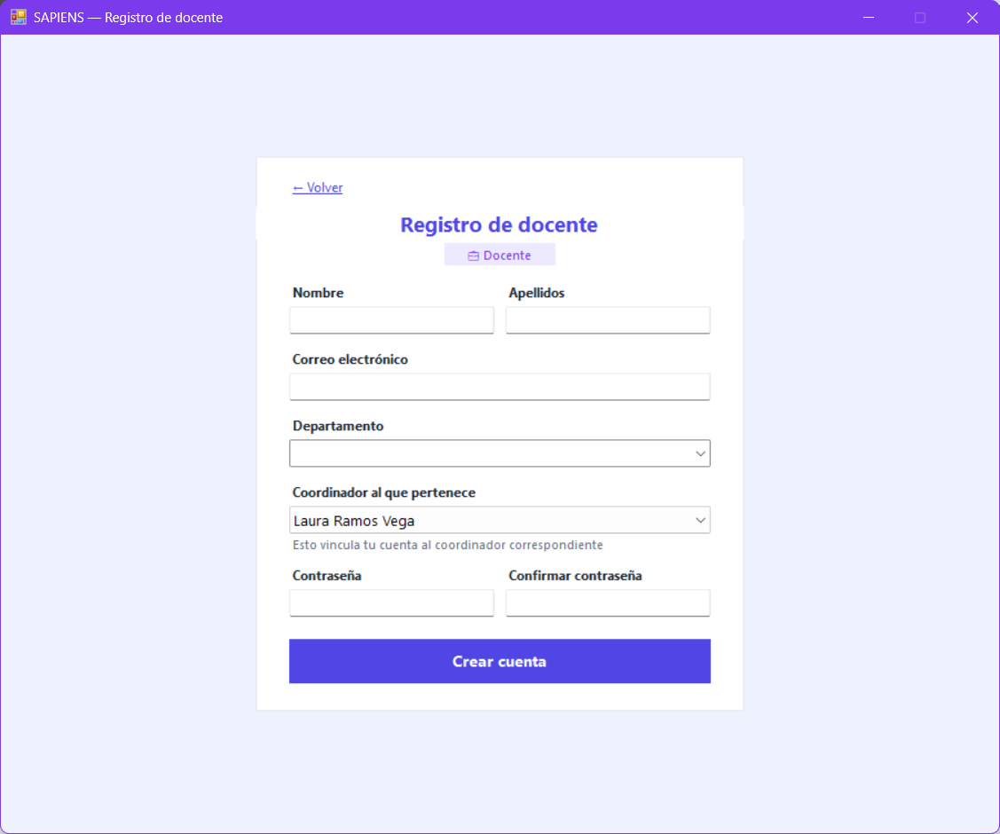 SAPIENS — Registro de docente
← Volver
Registro de docente
Docente
Nombre Apellidos
Correo electrónico
Departamento
Coordinador al que pertenece
Laura Ramos Vega
Esto vincula tu cuenta al coordinador correspondiente
Contraseña Confirmar contraseña
Crear cuenta